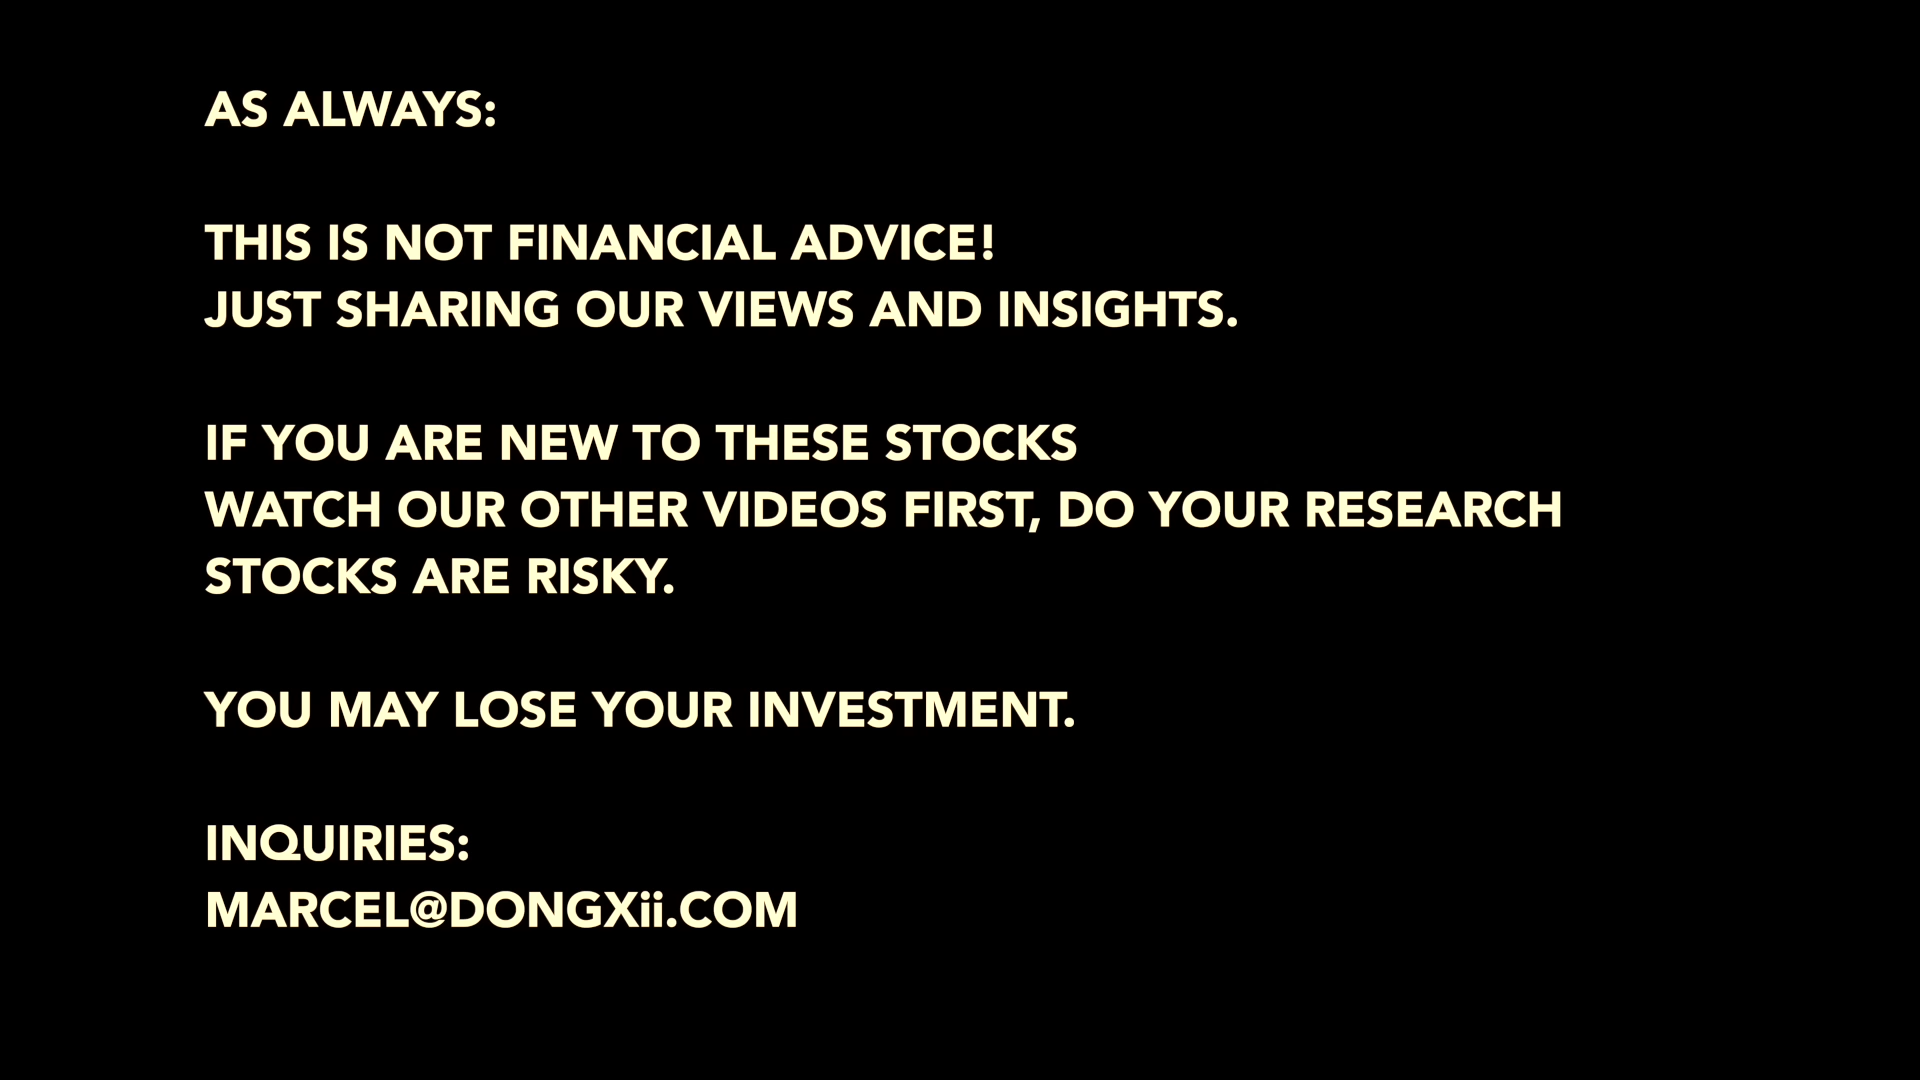 AS ALWAYS:
THIS IS NOT FINANCIAL ADVICE!
JUST SHARING OUR VIEWS AND INSIGHTS.
IF YOU ARE NEW TO THESE STOCKS
WATCH OUR OTHER VIDEOS FIRST, DO YOUR RESEARCH
STOCKS ARE RISKY.
YOU MAY LOSE YOUR INVESTMENT.
INQUIRIES:
MARCEL@DONGXii.COM